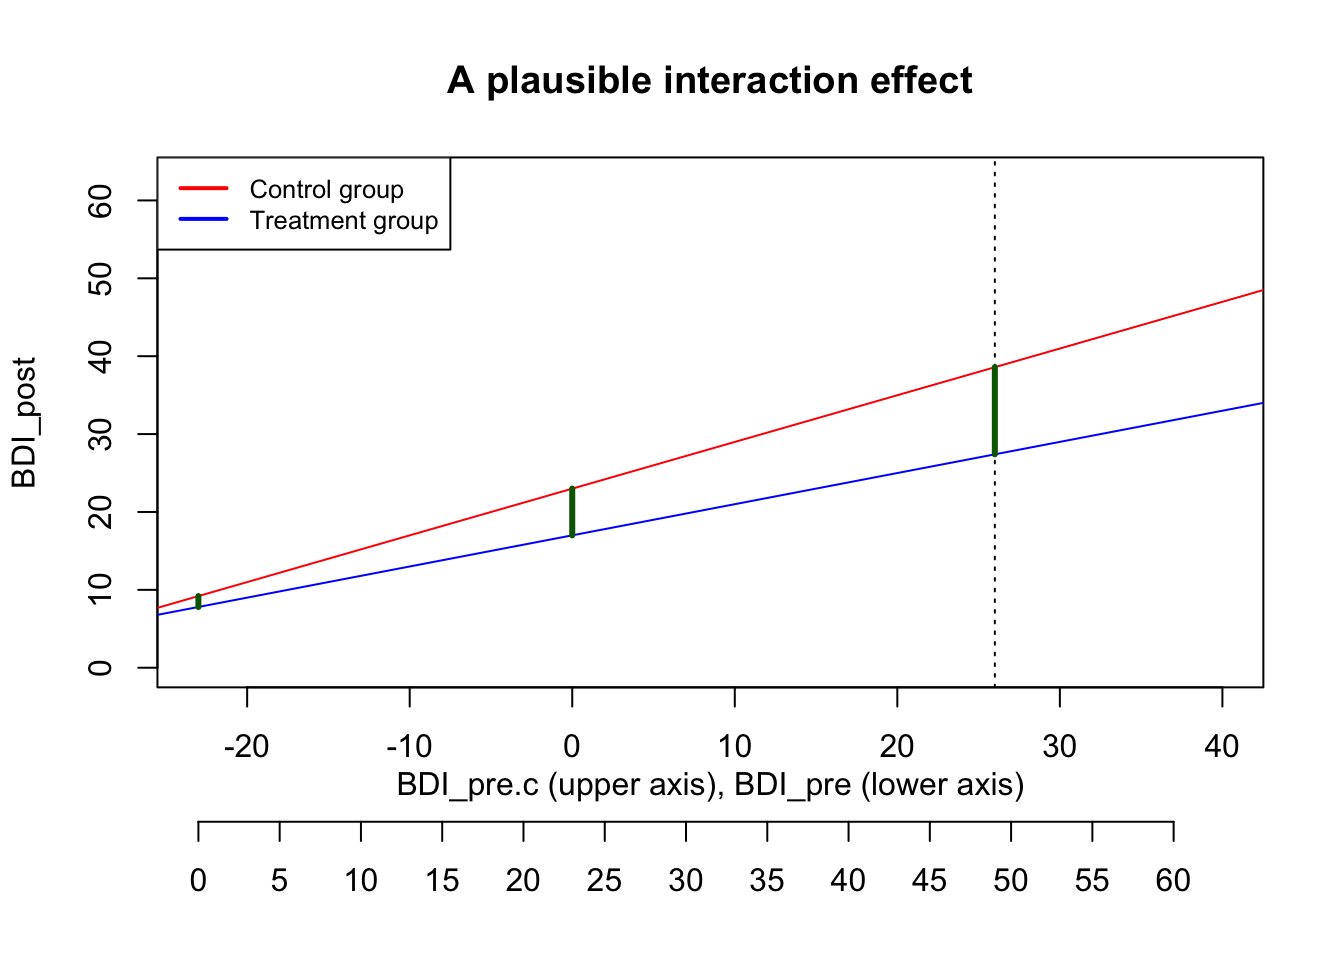 A plausible interaction effect
Control group
Treatment group
BDI_post
60
50
40
30
20
10
0
-20 -10 0 10 20 30 40
BDI_pre.c (upper axis), BDI_pre (lower axis)
0 5 10 15 20 25 30 35 40 45 50 55 60